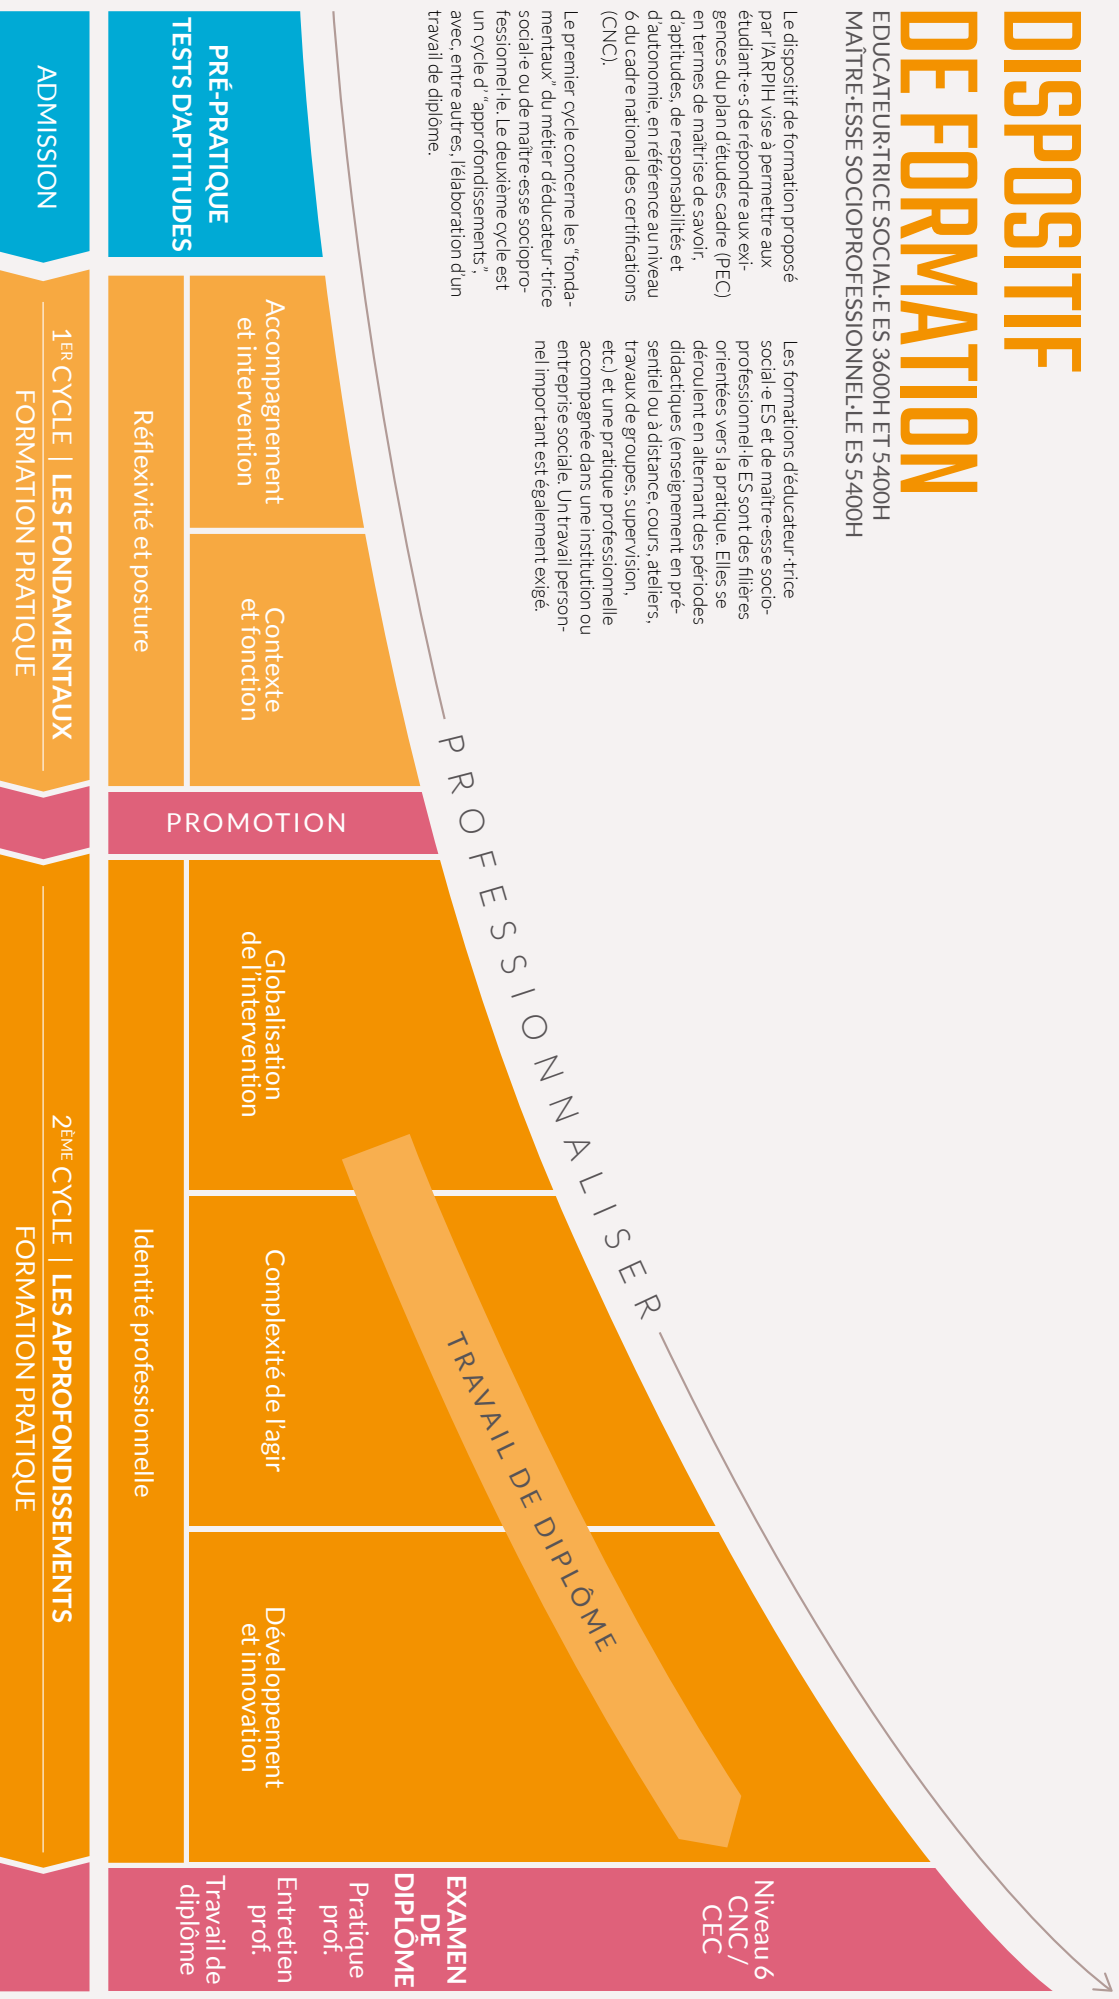 DISPOSITIF
DE FORMATION
EDUCATEUR·TRICE SOCIAL·E ES 3600H ET 5400H
MAÎTRE·ESSE SOCIOPROFESSIONNEL·LE ES 5400H
Le dispositif de formation proposé
par l'ARPIH vise à permettre aux
étudiant·e·s de répondre aux exi-
gences du plan d'études cadre (PEC)
en termes de maîtrise de savoir,
d'aptitudes, de responsabilités et
d'autonomie, en référence au niveau
6 du cadre national des certifications
(CNC).
Le premier cycle concerne les "fonda-
mentaux" du métier d'éducateur·trice
social·e ou de maître·esse sociopro-
fessionnel·le. Le deuxième cycle est
un cycle d' "approfondissements",
avec, entre autres, l'élaboration d'un
travail de diplôme.
Les formations d'éducateur·trice
social·e ES et de maître·esse socio-
professionnel·le ES sont des filières
orientées vers la pratique. Elles se
déroulent en alternant des périodes
didactiques (enseignement en pré-
sentiel ou à distance, cours, ateliers,
travaux de groupes, supervision,
etc.) et une pratique professionnelle
accompagnée dans une institution ou
entreprise sociale. Un travail person-
nel important est également exigé.
PROFESSIONNALISER
PRÉ-PRATIQUE
TESTS D'APTITUDES
Accompagnement
et intervention
Contexte
et fonction
Réflexivité et posture
PROMOTION
Globalisation
de l'intervention
Complexité de l'agir
Développement
et innovation
TRAVAIL DE DIPLÔME
Identité professionnelle
Niveau 6
CNC /
CEC
EXAMEN
DE
DIPLÔME
Pratique
prof.
Entretien
prof.
Travail de
diplôme
ADMISSION
1ER CYCLE | LES FONDAMENTAUX
FORMATION PRATIQUE
2ÈME CYCLE | LES APPROFONDISSEMENTS
FORMATION PRATIQUE